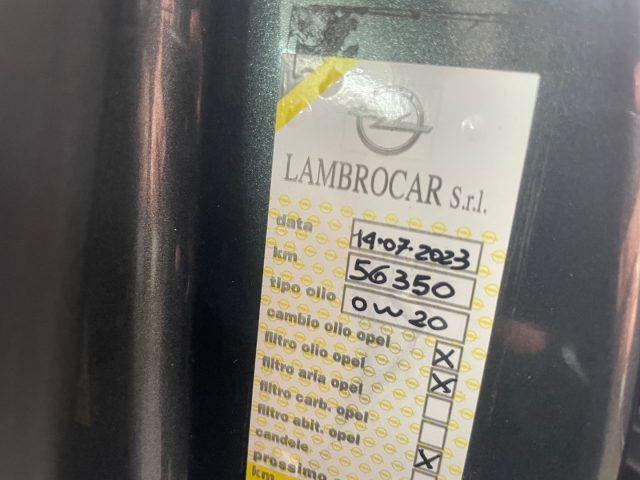 LAMBROCAR S.r.l.
data 14.07.2023
km 56350
tipo olio 0W20
cambio olio opel X
filtro olio opel X
filtro aria opel
filtro carb. opel
filtro abit. opel X
candele
prossimo
km